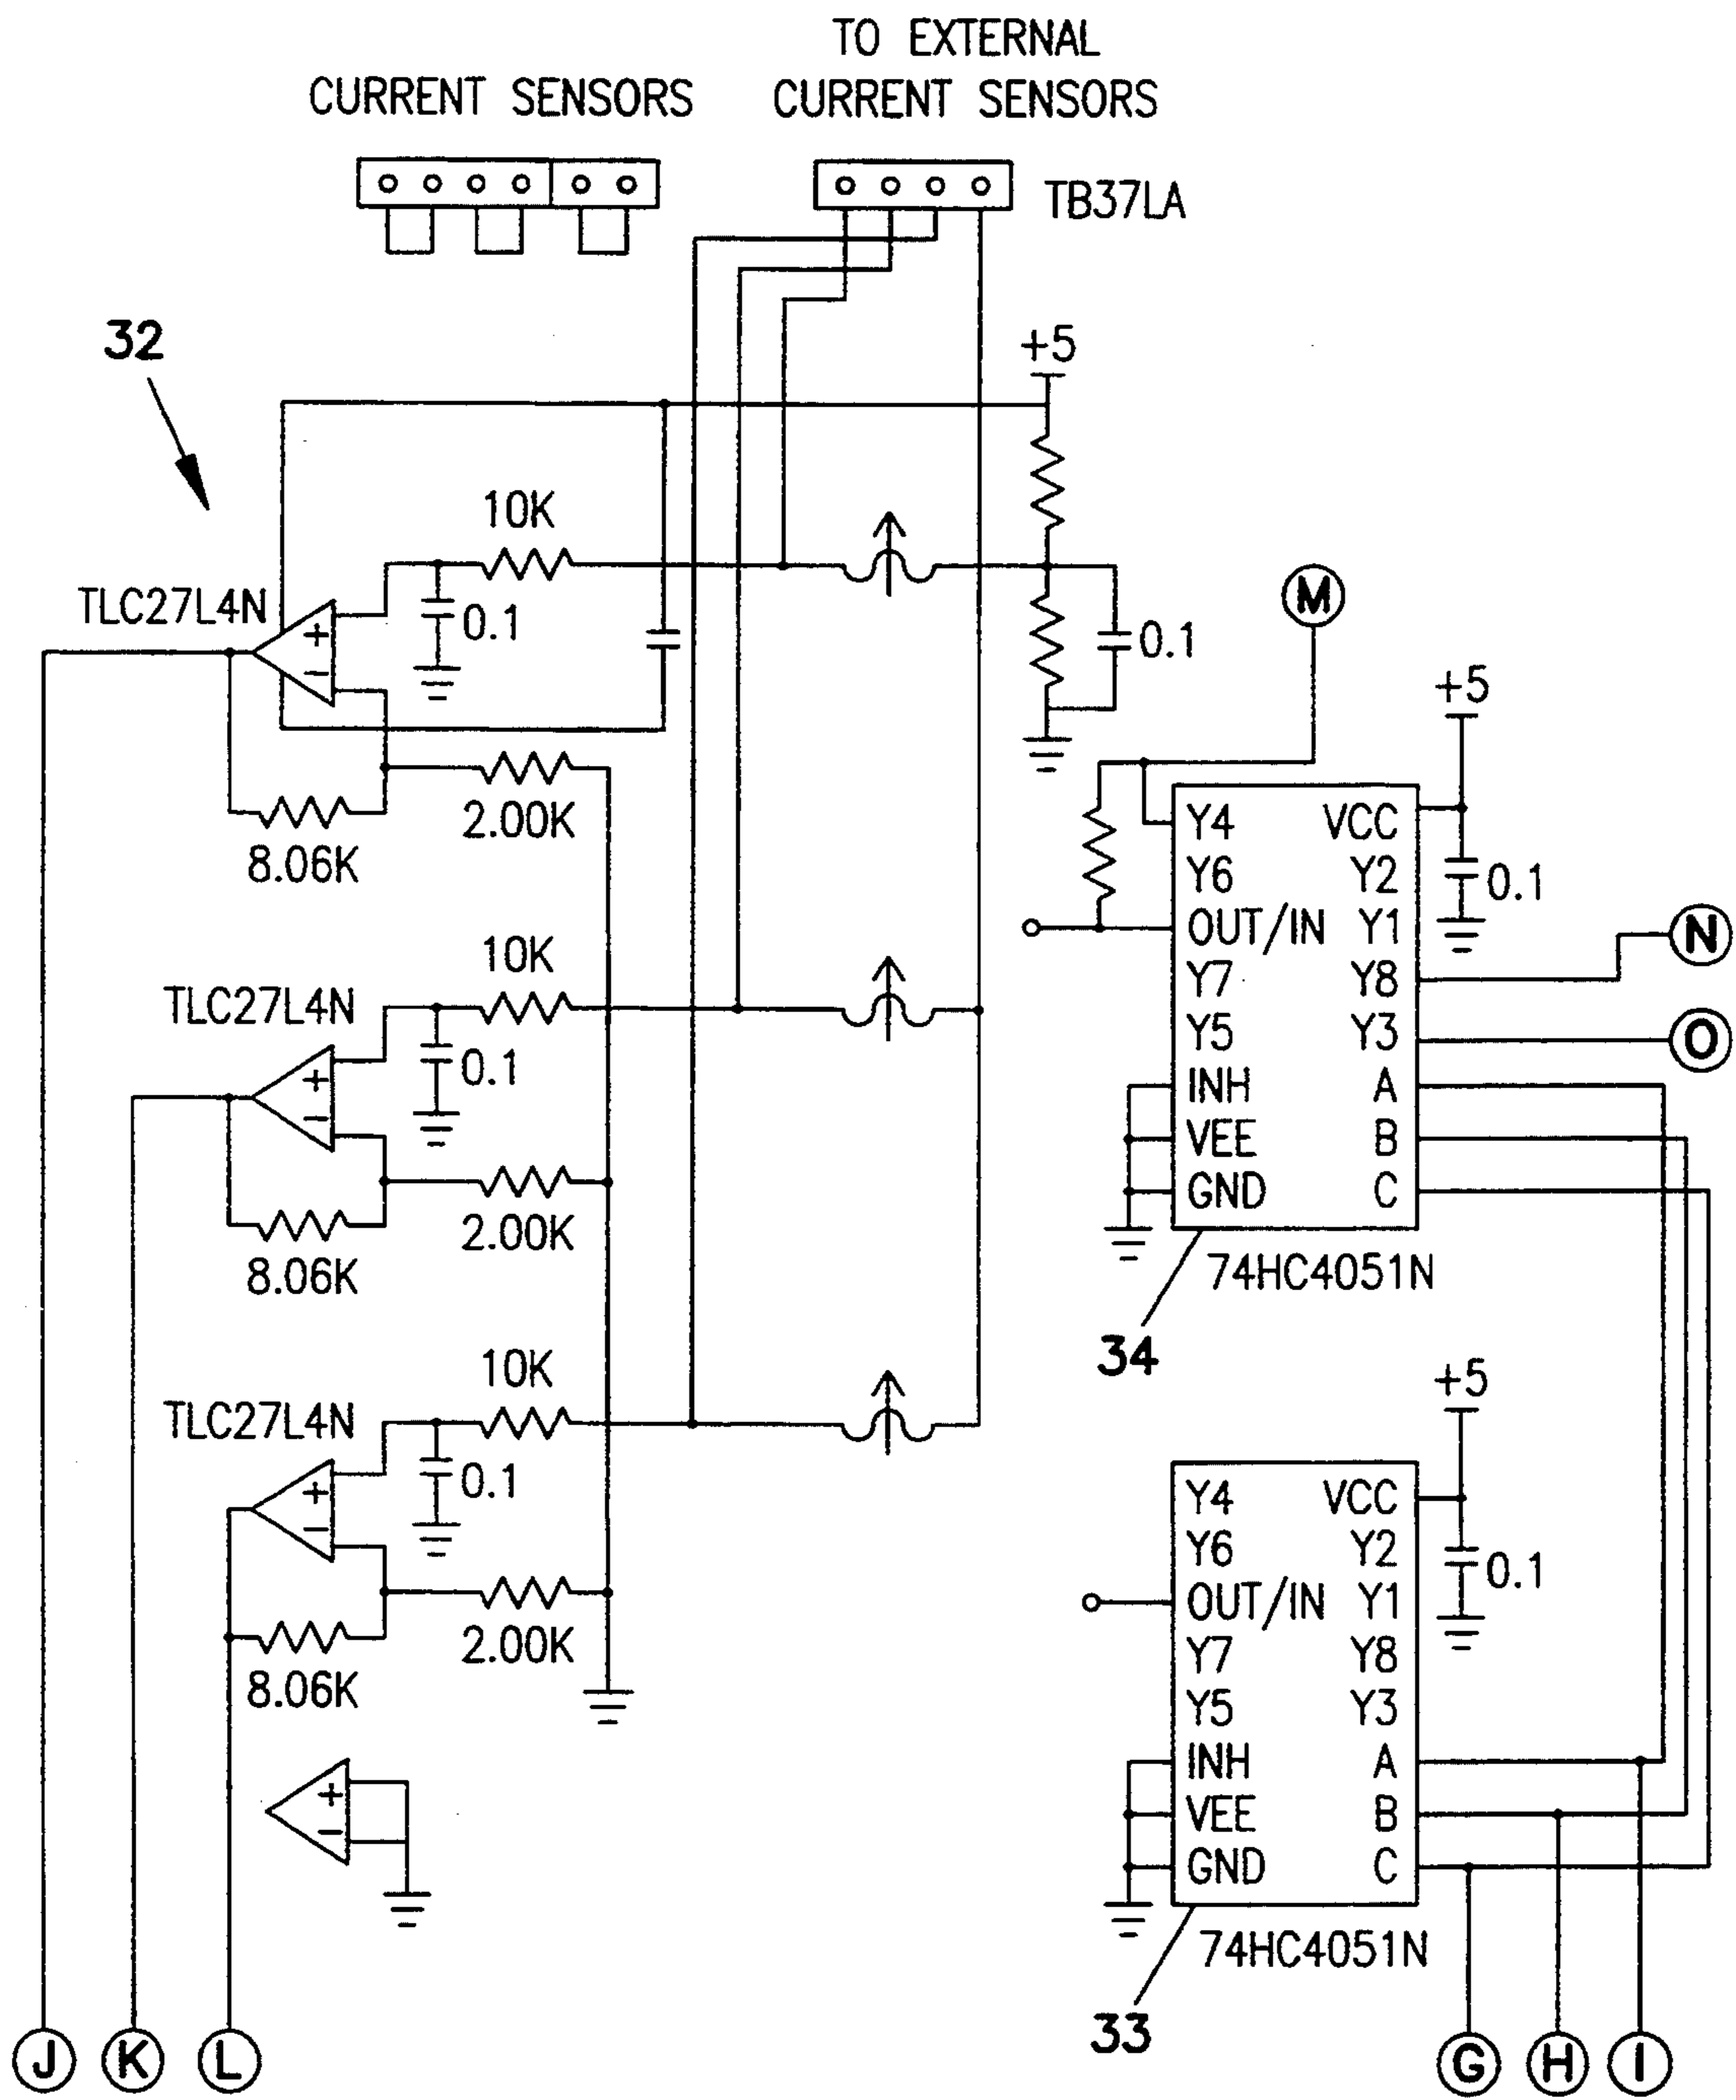 TO EXTERNAL
CURRENT SENSORS
CURRENT SENSORS
TB37LA
32
+5
10K
TLC27L4N
+
0.1
−
0.1
M
+5
2.00K
8.06K
Y4 VCC
Y6 Y2
0.1
OUT/IN Y1
N
Y7 Y8
Y5 Y3
O
INH A
VEE B
GND C
74HC4051N
34
10K
TLC27L4N
+
0.1
−
2.00K
8.06K
10K
TLC27L4N
+
0.1
−
2.00K
8.06K
+
−
+5
Y4 VCC
Y6 Y2
0.1
OUT/IN Y1
Y7 Y8
Y5 Y3
INH A
VEE B
GND C
74HC4051N
33
J K L G H I